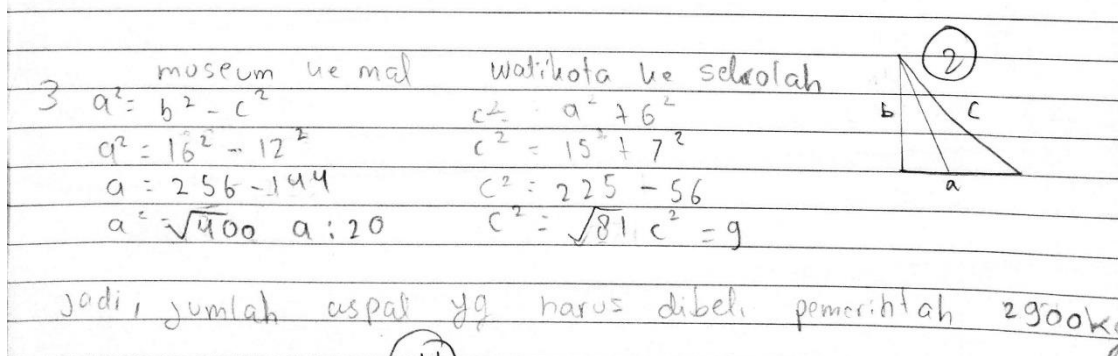 museum ke mal walikota ke sekolah
2
3 a² = b² - c² c² = a² + b²
b c
a² = 16² - 12² c² = 15² + 7²
a = 256 - 144 c² = 225 - 56
a
a² = √400 a : 20 c² = √81 c² = 9
Jadi, jumlah aspal yg harus dibeli pemerintah 2900k